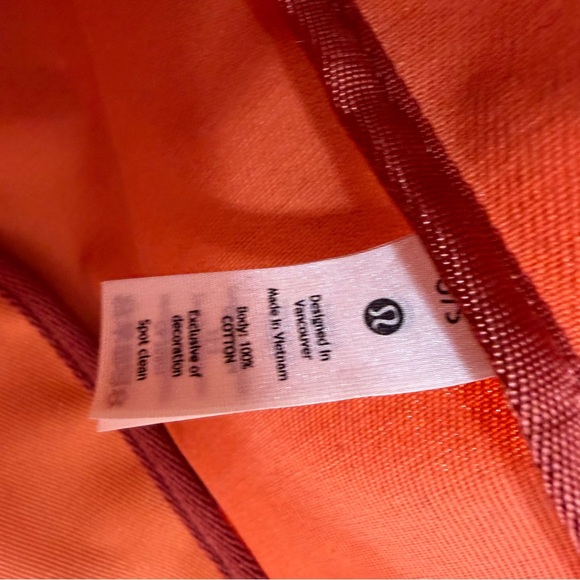 O/S
Designed in
Vancouver
Made in Vietnam
Body: 100%
COTTON
Exclusive of
decoration
Spot clean